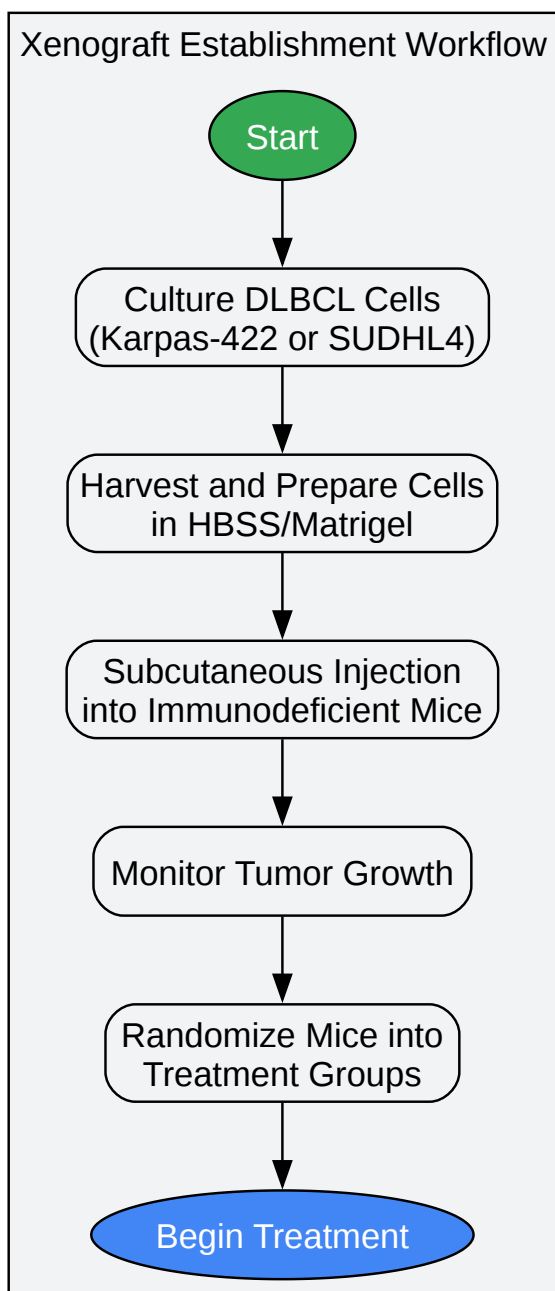 Xenograft Establishment Workflow
Start
Culture DLBCL Cells
(Karpas-422 or SUDHL4)
Harvest and Prepare Cells
in HBSS/Matrigel
Subcutaneous Injection
into Immunodeficient Mice
Monitor Tumor Growth
Randomize Mice into
Treatment Groups
Begin Treatment